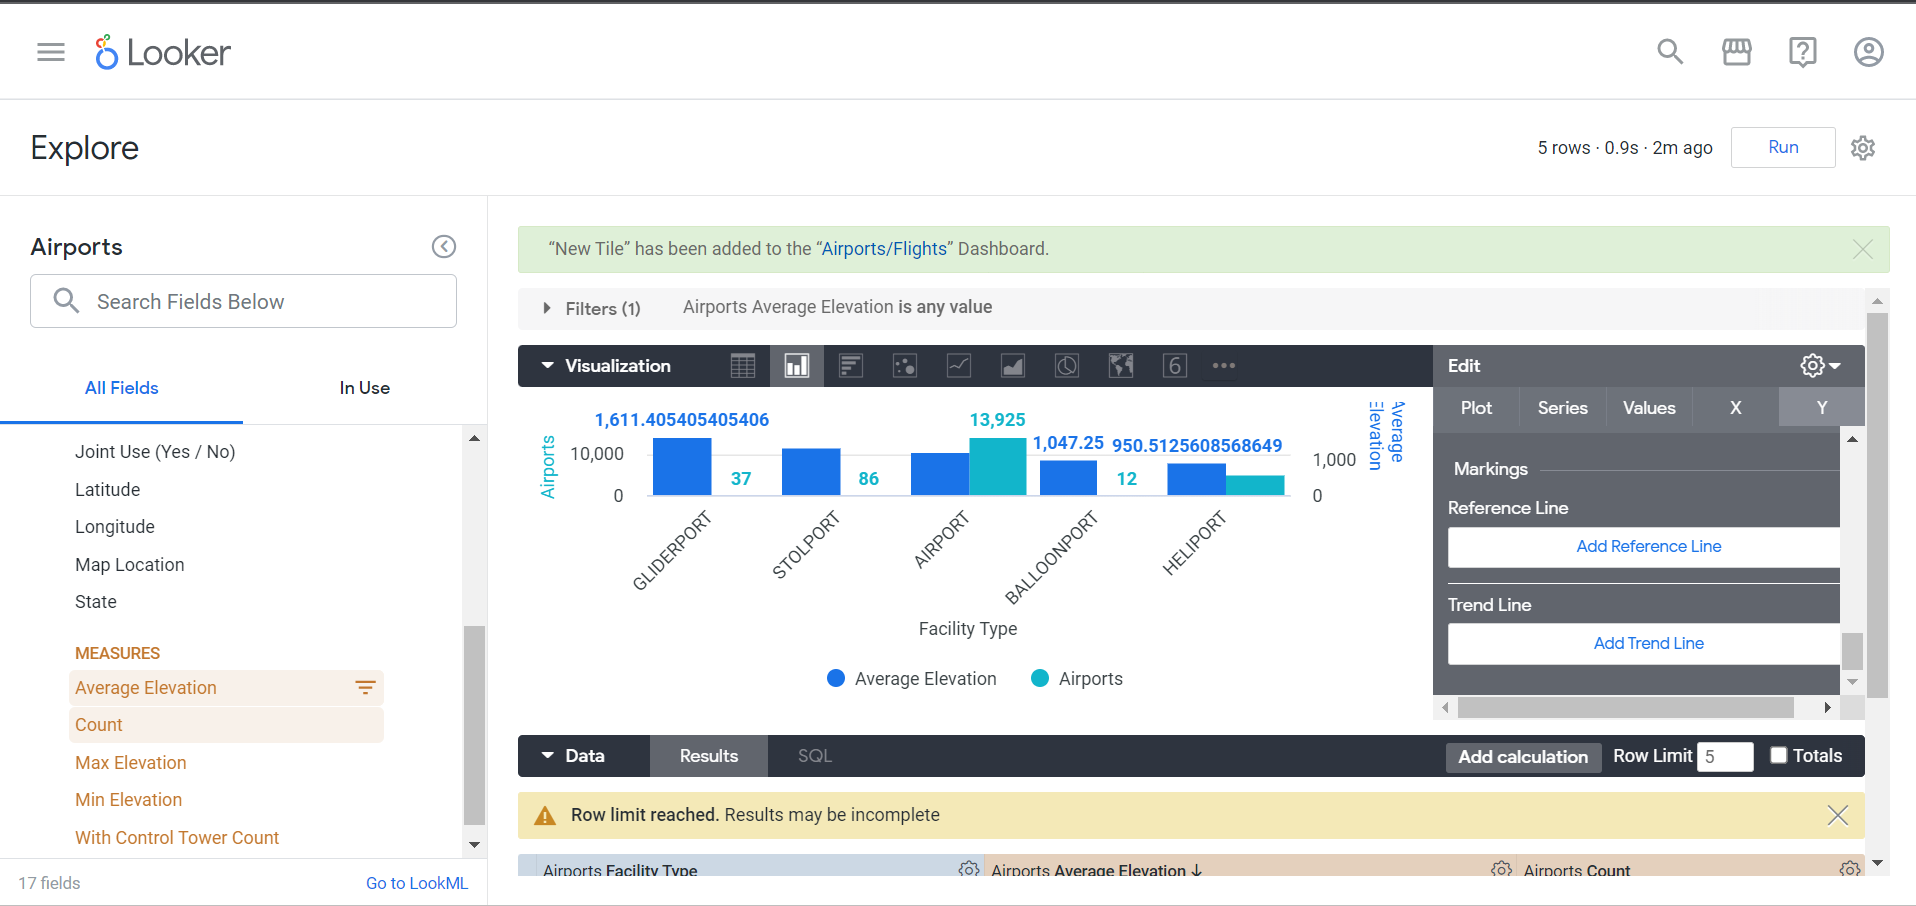 Looker
Explore
5 rows · 0.9s · 2m ago
Run
Airports
Search Fields Below
All Fields
In Use
Joint Use (Yes / No)
Latitude
Longitude
Map Location
State
MEASURES
Average Elevation
Count
Max Elevation
Min Elevation
With Control Tower Count
17 fields
Go to LookML
“New Tile” has been added to the “Airports/Flights” Dashboard.
Filters (1)
Airports Average Elevation is any value
Visualization
6
Edit
Plot
Series
Values
X
Y
Airports
10,000
0
1,611.405405405406
37
86
13,925
1,047.25
12
950.5125608568649
1,000
0
Average
Elevation
GLIDERPORT
STOLPORT
AIRPORT
BALLOONPORT
HELIPORT
Facility Type
Average Elevation
Airports
Markings
Reference Line
Add Reference Line
Trend Line
Add Trend Line
Data
Results
SQL
Add calculation
Row Limit
5
Totals
Row limit reached. Results may be incomplete
Airports Facility Type
Airports Average Elevation ↓
Airports Count